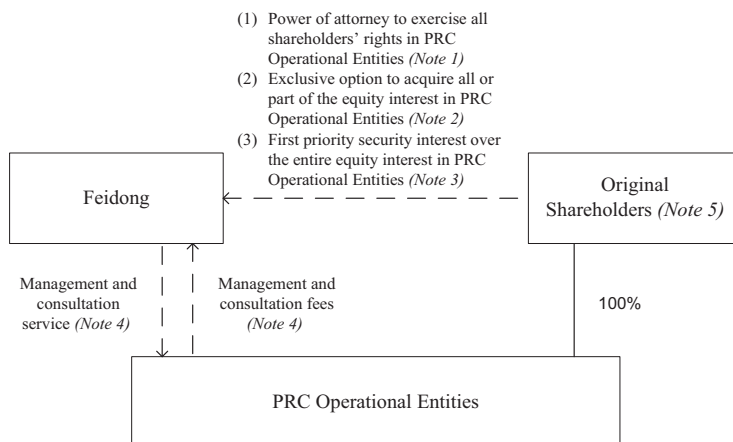 (1) Power of attorney to exercise all
shareholders’ rights in PRC
Operational Entities (Note 1)
(2) Exclusive option to acquire all or
part of the equity interest in PRC
Operational Entities (Note 2)
(3) First priority security interest over
the entire equity interest in PRC
Operational Entities (Note 3)
Feidong
Original
Shareholders (Note 5)
Management and
consultation
service (Note 4)
Management and
consultation fees
(Note 4)
100%
PRC Operational Entities